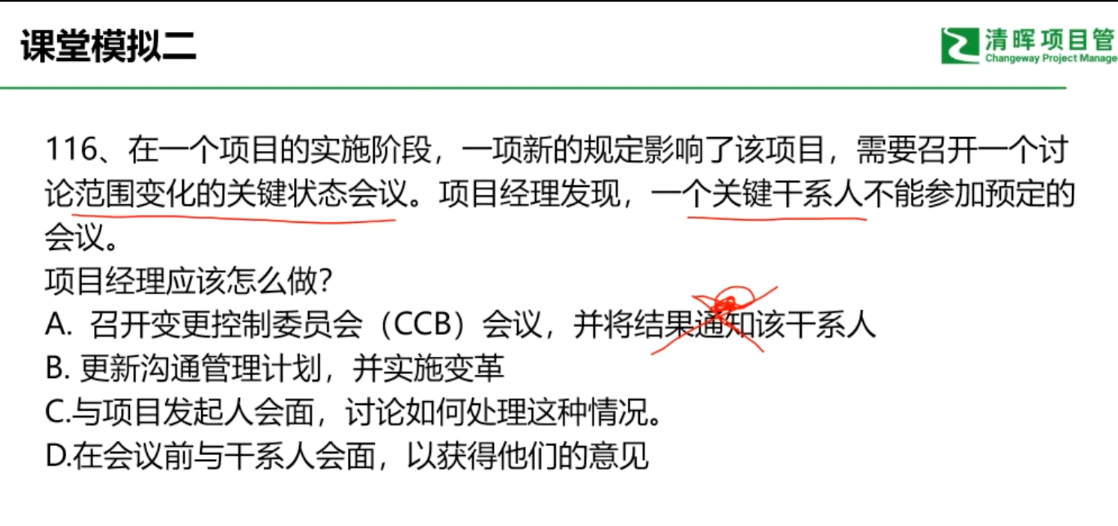 课堂模拟二
清晖项目管
Changeway Project Manage
116、在一个项目的实施阶段，一项新的规定影响了该项目，需要召开一个讨
论范围变化的关键状态会议。项目经理发现，一个关键干系人不能参加预定的
会议。
项目经理应该怎么做？
A. 召开变更控制委员会（CCB）会议，并将结果通知该干系人
B. 更新沟通管理计划，并实施变革
C.与项目发起人会面，讨论如何处理这种情况。
D.在会议前与干系人会面，以获得他们的意见